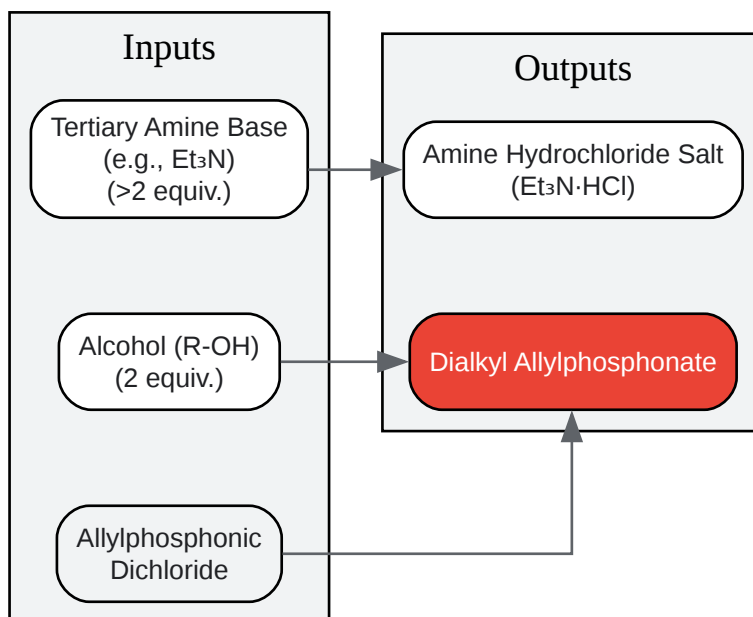 Inputs
Tertiary Amine Base
(e.g., Et₃N)
(>2 equiv.)
Alcohol (R-OH)
(2 equiv.)
Allylphosphonic
Dichloride
Outputs
Amine Hydrochloride Salt
(Et₃N·HCl)
Dialkyl Allylphosphonate